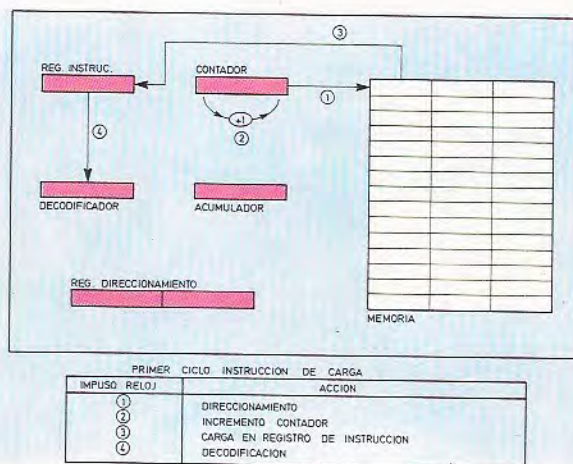 ③
REG. INSTRUC.
CONTADOR
①
+1
②
④
DECODIFICADOR
ACUMULADOR
REG. DIRECCIONAMIENTO
MEMORIA
PRIMER CICLO INSTRUCCION DE CARGA
IMPUSO RELOJ ACCION
① DIRECCIONAMIENTO
② INCREMENTO CONTADOR
③ CARGA EN REGISTRO DE INSTRUCCION
④ DECODIFICACION